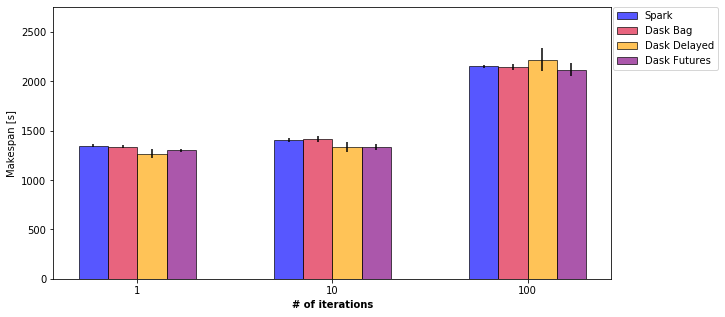 Spark
Dask Bag
Dask Delayed
Dask Futures
2500
2000
1500
1000
500
0
Makespan [s]
1
10
100
# of iterations